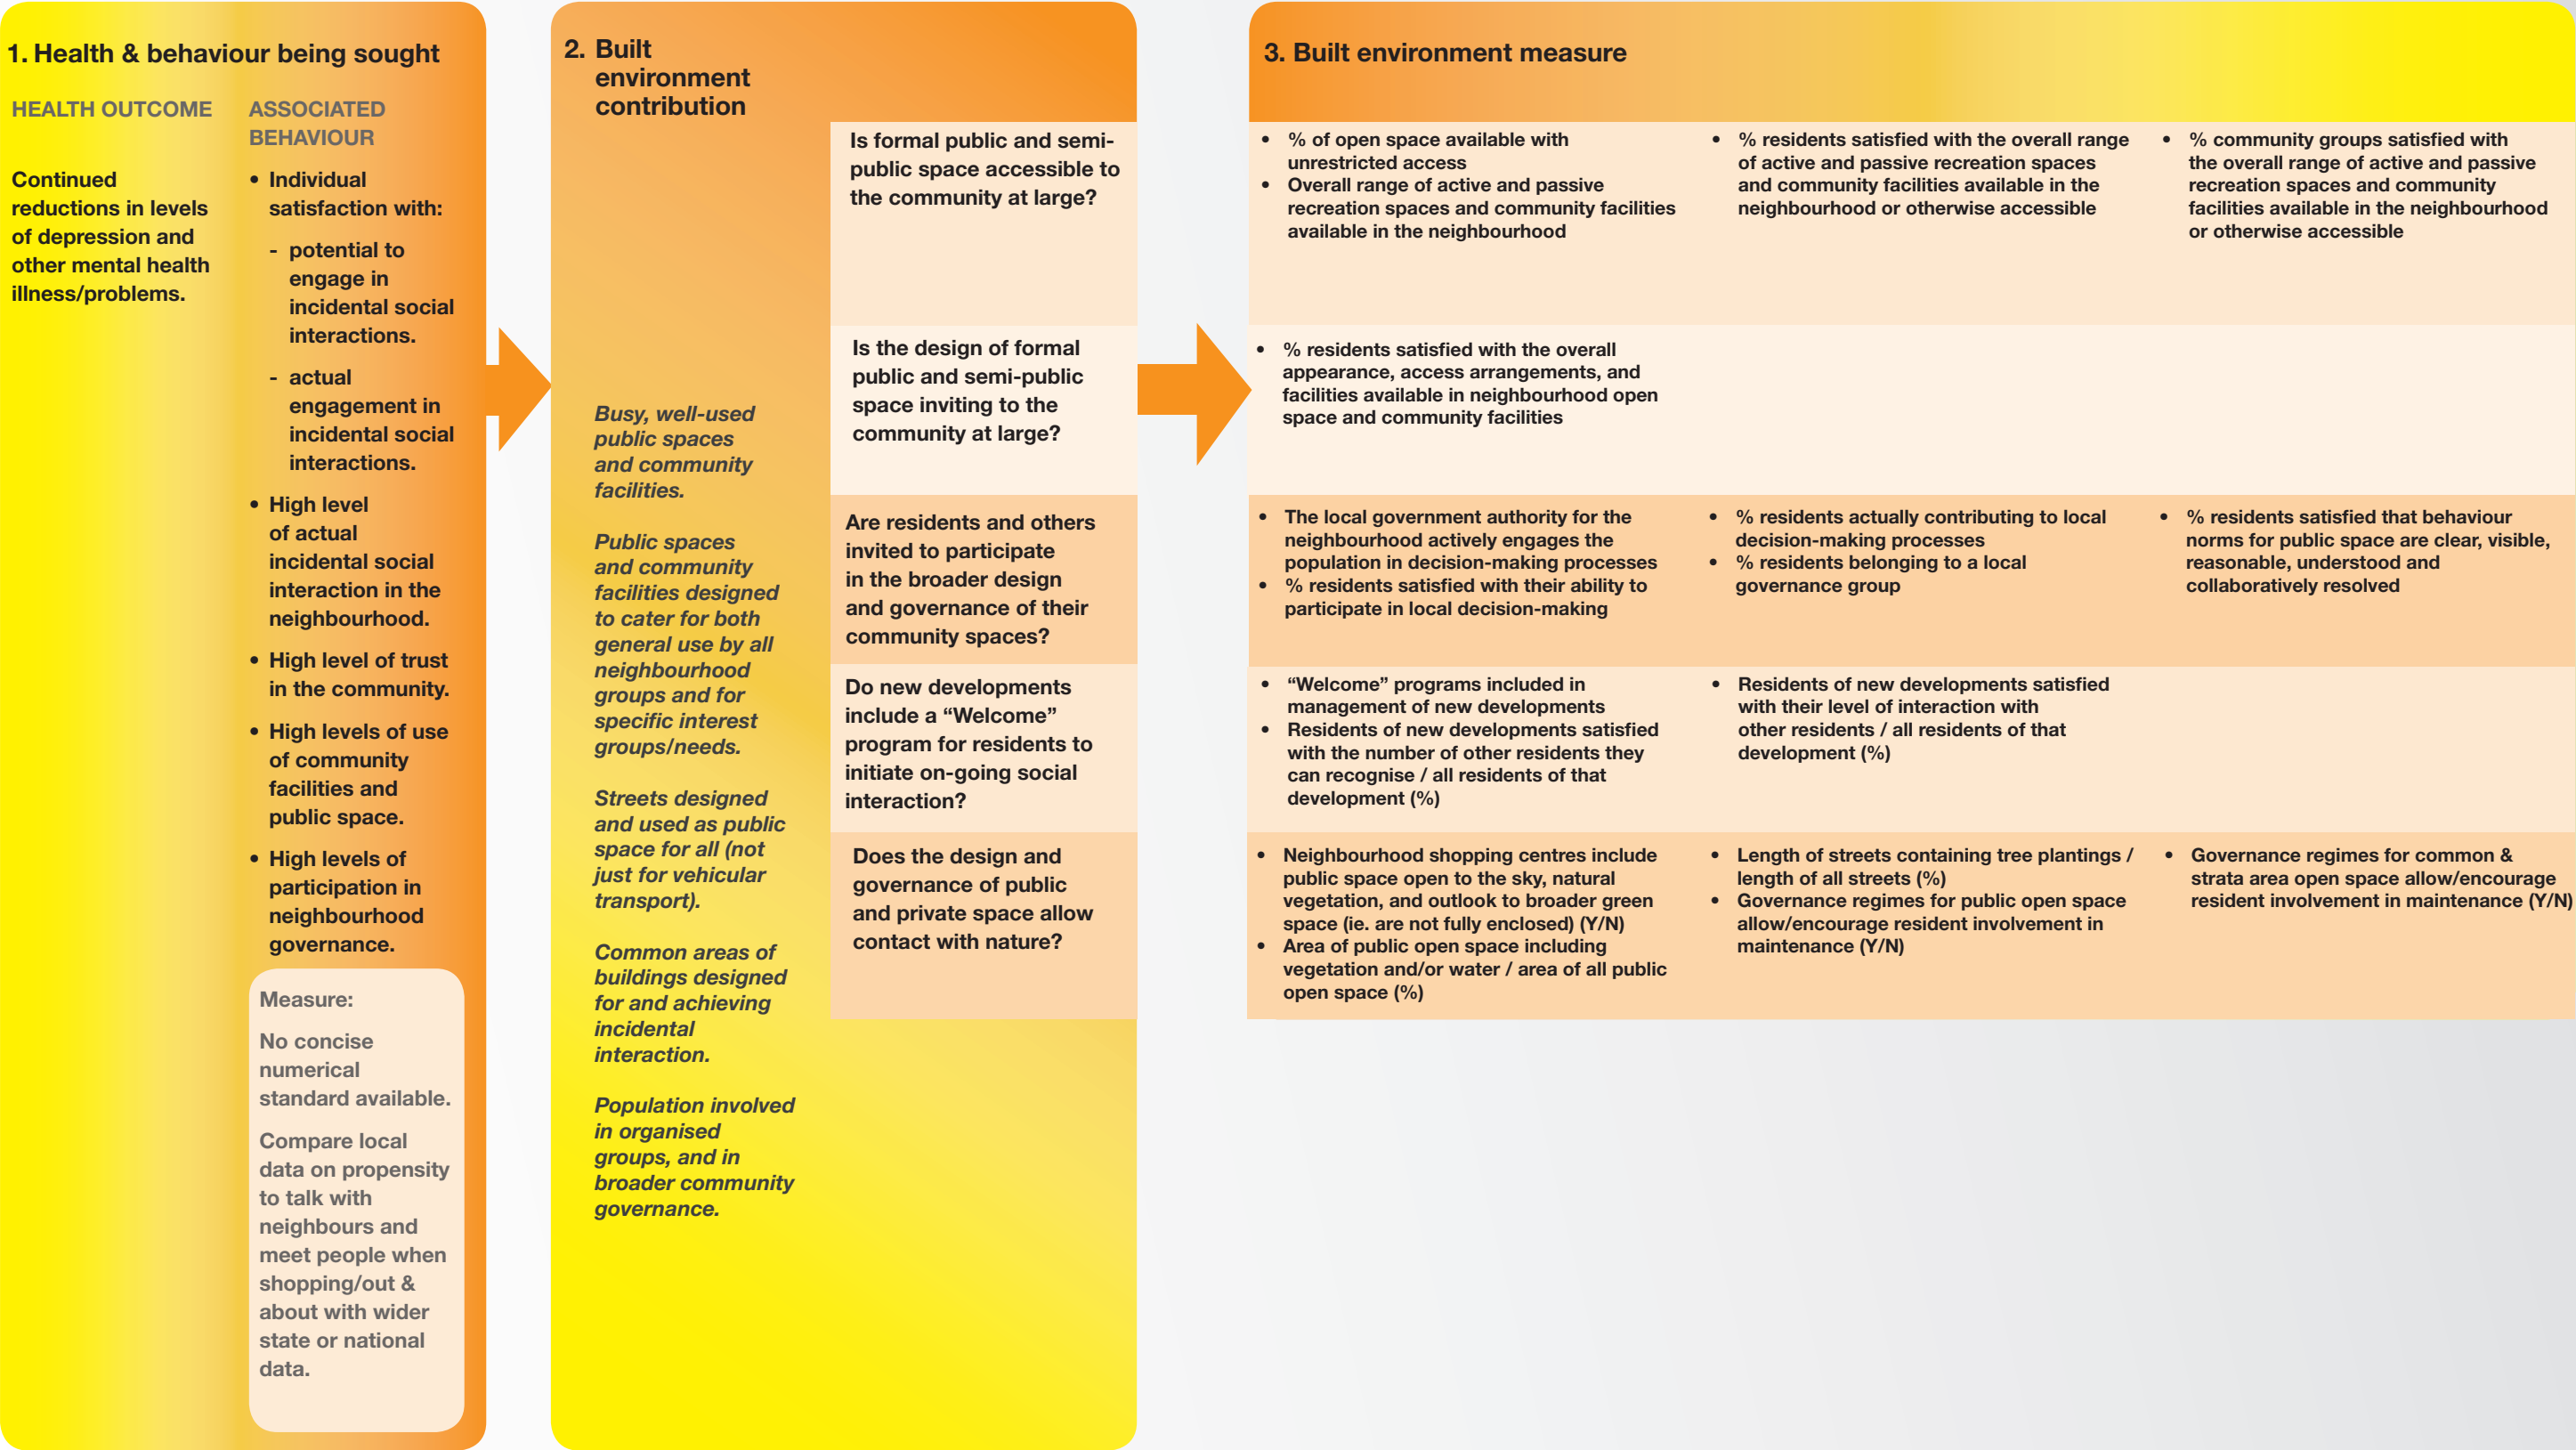 1. Health & behaviour being sought
HEALTH OUTCOME
Continued
reductions in levels
of depression and
other mental health
illness/problems.
ASSOCIATED
BEHAVIOUR
• Individual
satisfaction with:
- potential to
engage in
incidental social
interactions.
- actual
engagement in
incidental social
interactions.
• High level
of actual
incidental social
interaction in the
neighbourhood.
• High level of trust
in the community.
• High levels of use
of community
facilities and
public space.
• High levels of
participation in
neighbourhood
governance.
Measure:
No concise
numerical
standard available.
Compare local
data on propensity
to talk with
neighbours and
meet people when
shopping/out &
about with wider
state or national
data.
2. Built
environment
contribution
Busy, well-used
public spaces
and community
facilities.
Public spaces
and community
facilities designed
to cater for both
general use by all
neighbourhood
groups and for
specific interest
groups/needs.
Streets designed
and used as public
space for all (not
just for vehicular
transport).
Common areas of
buildings designed
for and achieving
incidental
interaction.
Population involved
in organised
groups, and in
broader community
governance.
Is formal public and semi-
public space accessible to
the community at large?
Is the design of formal
public and semi-public
space inviting to the
community at large?
Are residents and others
invited to participate
in the broader design
and governance of their
community spaces?
Do new developments
include a “Welcome”
program for residents to
initiate on-going social
interaction?
Does the design and
governance of public
and private space allow
contact with nature?
3. Built environment measure
• % of open space available with
unrestricted access
• Overall range of active and passive
recreation spaces and community facilities
available in the neighbourhood
• % residents satisfied with the overall range
of active and passive recreation spaces
and community facilities available in the
neighbourhood or otherwise accessible
• % community groups satisfied with
the overall range of active and passive
recreation spaces and community
facilities available in the neighbourhood
or otherwise accessible
• % residents satisfied with the overall
appearance, access arrangements, and
facilities available in neighbourhood open
space and community facilities
• The local government authority for the
neighbourhood actively engages the
population in decision-making processes
• % residents satisfied with their ability to
participate in local decision-making
• % residents actually contributing to local
decision-making processes
• % residents belonging to a local
governance group
• % residents satisfied that behaviour
norms for public space are clear, visible,
reasonable, understood and
collaboratively resolved
• “Welcome” programs included in
management of new developments
• Residents of new developments satisfied
with the number of other residents they
can recognise / all residents of that
development (%)
• Residents of new developments satisfied
with their level of interaction with
other residents / all residents of that
development (%)
• Neighbourhood shopping centres include
public space open to the sky, natural
vegetation, and outlook to broader green
space (ie. are not fully enclosed) (Y/N)
• Area of public open space including
vegetation and/or water / area of all public
open space (%)
• Length of streets containing tree plantings /
length of all streets (%)
• Governance regimes for public open space
allow/encourage resident involvement in
maintenance (Y/N)
• Governance regimes for common &
strata area open space allow/encourage
resident involvement in maintenance (Y/N)